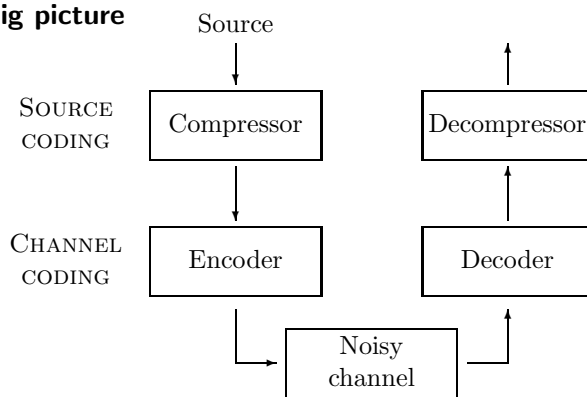 ig picture
Source
SOURCE
CODING
Compressor
Decompressor
CHANNEL
CODING
Encoder
Decoder
Noisy
channel